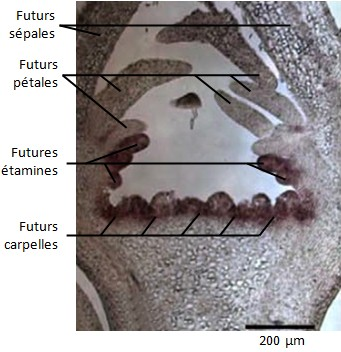 Futurs
sépales
Futurs
pétales
Futures
étamines
Futurs
carpelles
200 µm